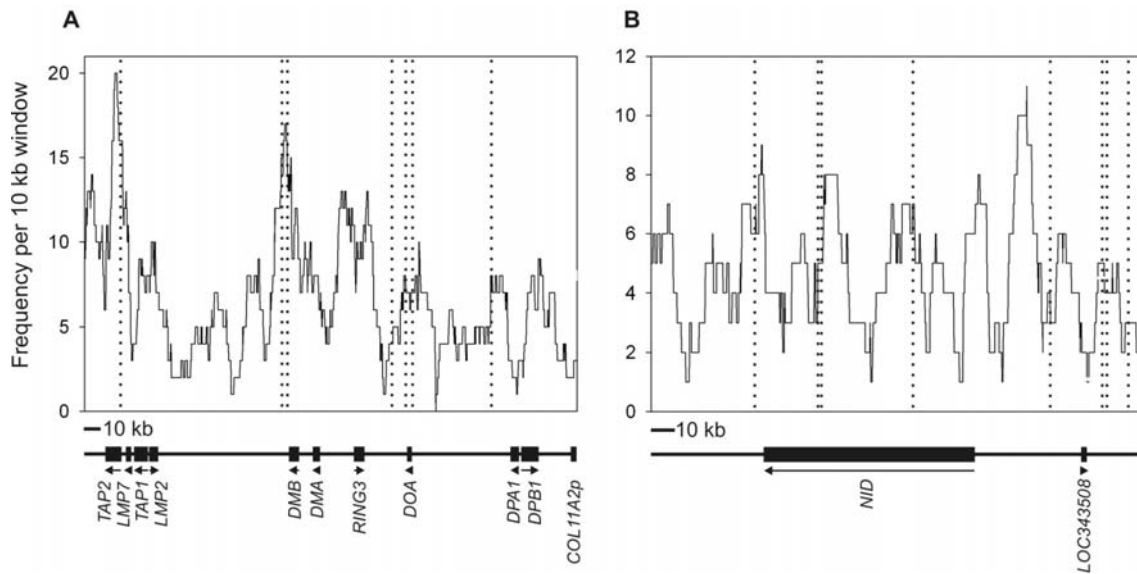 A
B
Frequency per 10 kb window
20
15
10
5
0
12
10
8
6
4
2
0
10 kb
10 kb
TAP2
LMP7
TAP1
LMP2
DMB
DMA
RING3
DOA
DPA1
DPB1
COL11A2p
NID
LOC343508